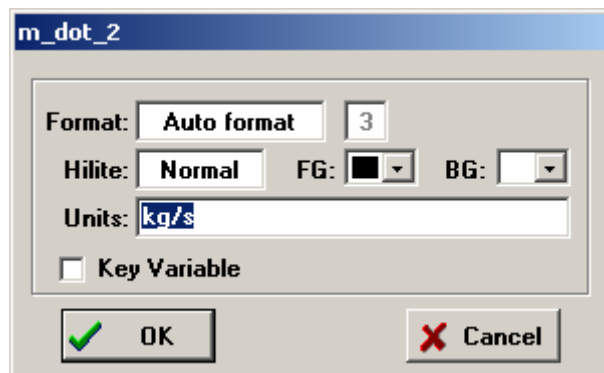 m_dot_2
Format: Auto format 3
Hilite: Normal FG: BG:
Units: kg/s
Key Variable
OK Cancel